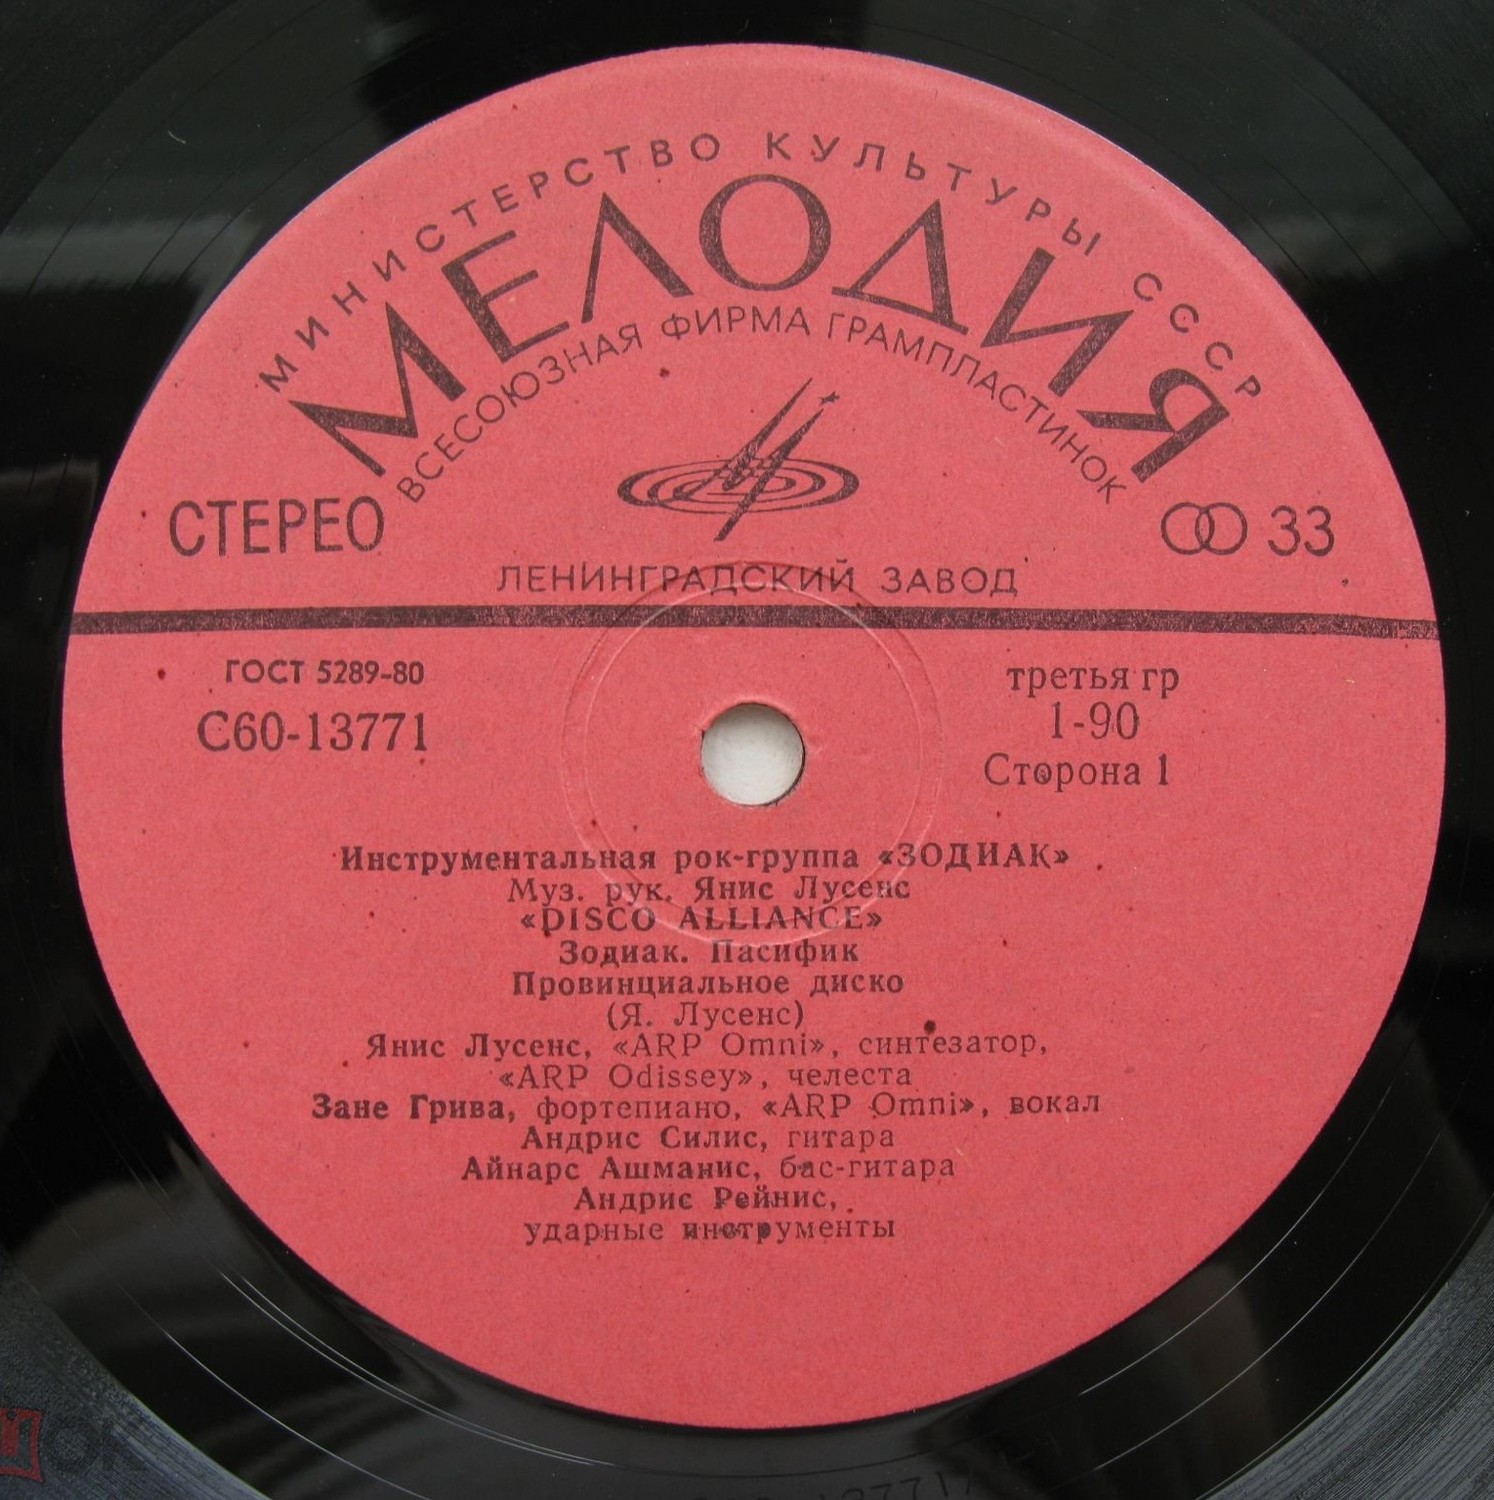 МИНИСТЕРСТВО КУЛЬТУРЫ СССР
МЕЛОДИЯ
ВСЕСОЮЗНАЯ ФИРМА ГРАМПЛАСТИНОК
СТЕРЕО
33
ЛЕНИНГРАДСКИЙ ЗАВОД
ГОСТ 5289-80
третья гр
С60-13771
1-90
Сторона 1
Инструментальная рок-группа «ЗОДИАК»
Муз. рук. Янис Лусенс
«DISCO ALLIANCE»
Зодиак. Пасифик
Провинциальное диско
(Я. Лусенс)
Янис Лусенс, «ARP Omni», синтезатор,
«ARP Odissey», челеста
Зане Грива, фортепиано, «ARP Omni», вокал
Андрис Силис, гитара
Айнарс Ашманис, бас-гитара
Андрис Рейнис,
ударные инструменты